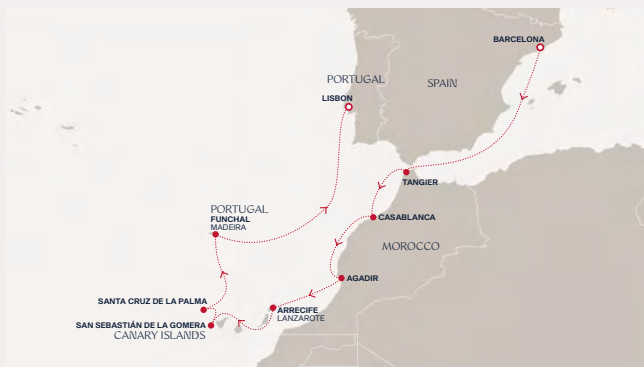 BARCELONA
PORTUGAL
SPAIN
LISBON
TANGIER
PORTUGAL
FUNCHAL
MADEIRA
CASABLANCA
MOROCCO
AGADIR
SANTA CRUZ DE LA PALMA
ARRECIFE
LANZAROTE
SAN SEBASTIÁN DE LA GOMERA
CANARY ISLANDS